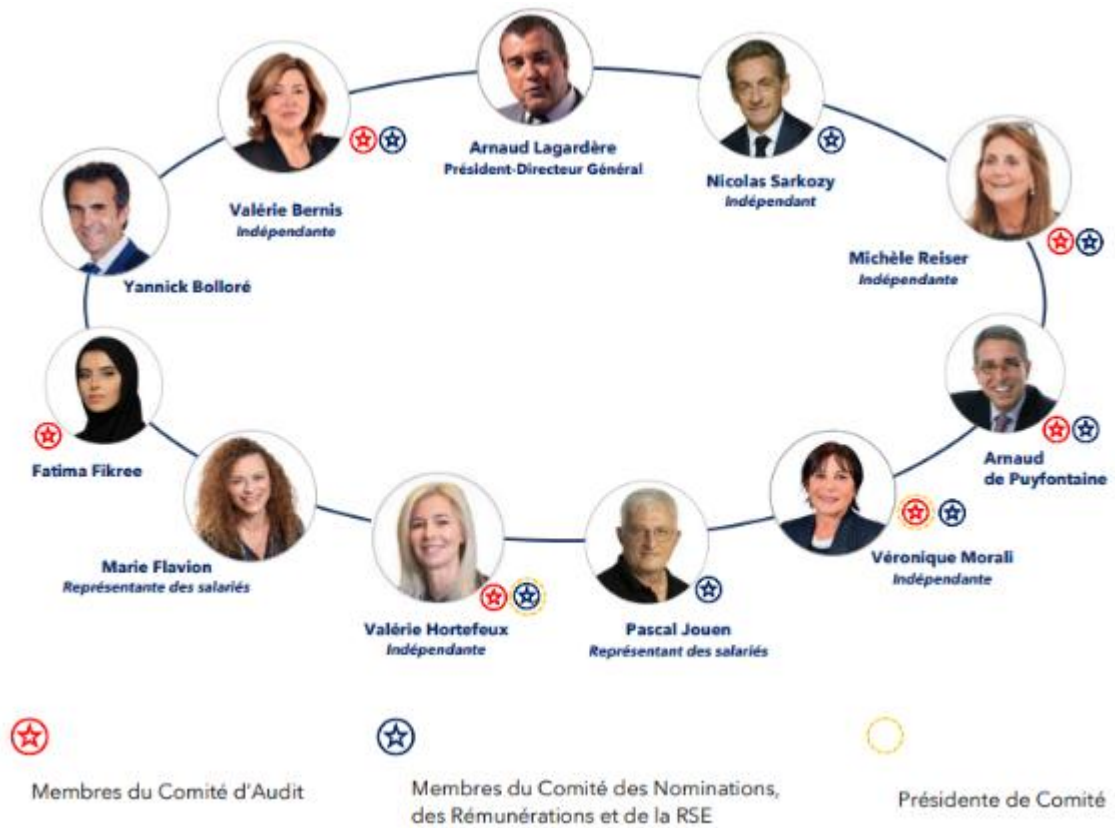 Arnaud Lagardère
Président-Directeur Général
Nicolas Sarkozy
Indépendant
Valérie Bernis
Indépendante
Michèle Reiser
Indépendante
Yannick Bolloré
Arnaud
de Puyfontaine
Fatima Fikree
Véronique Morali
Indépendante
Marie Flavion
Représentante des salariés
Valérie Hortefeux
Indépendante
Pascal Jouen
Représentant des salariés
Membres du Comité d'Audit
Membres du Comité des Nominations,
des Rémunérations et de la RSE
Présidente de Comité